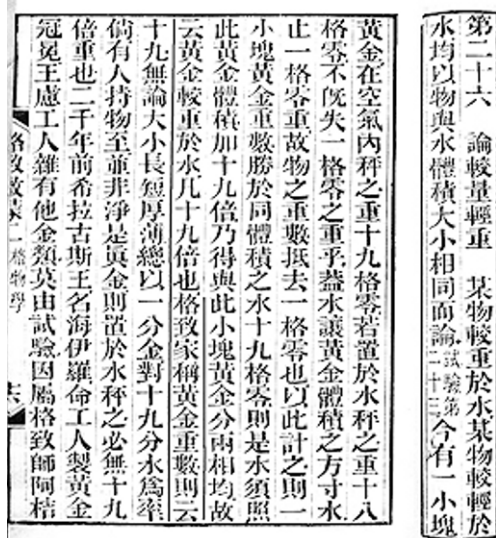 第二十六　論較量輕重　某物較重於水某物較輕於
水均以物與水體積大小相同而論試驗第二十三今有一小塊
黃金在空氣內秤之重十九格零若置於水秤之重十八
格零不旣失一格零之重乎蓋水讓黃金體積之方寸水
止一格零重故物之重數抵去一格零也以此計之則一
小塊黃金重數勝於同體積之水十九格零則是水須照
此黃金體積加十九倍乃得與此小塊黃金分兩相均故
云黃金較重於水凡十九倍也格致家稱黃金重數則云
十九無論大小長短厚薄總以一分金對十九分水爲率
倘有人持物至並非淨是眞金則置於水秤之必無十九
倍重也二千年前希拉古斯王名海伊羅命工人製黃金
冠冕王慮工人雜有他金類莫由試驗因屬格致師阿桔
格致啟蒙二　格物學